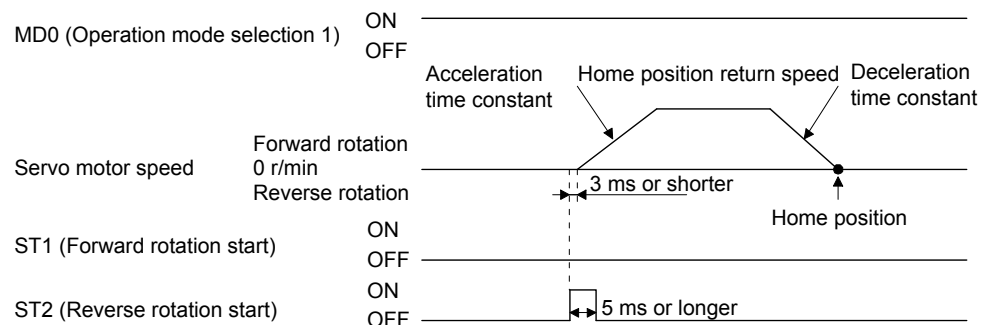 MD0 (Operation mode selection 1)
ON
OFF
Acceleration
time constant
Home position return speed
Deceleration
time constant
Servo motor speed
Forward rotation
0 r/min
Reverse rotation
3 ms or shorter
Home position
ST1 (Forward rotation start)
ON
OFF
ST2 (Reverse rotation start)
ON
OFF
5 ms or longer